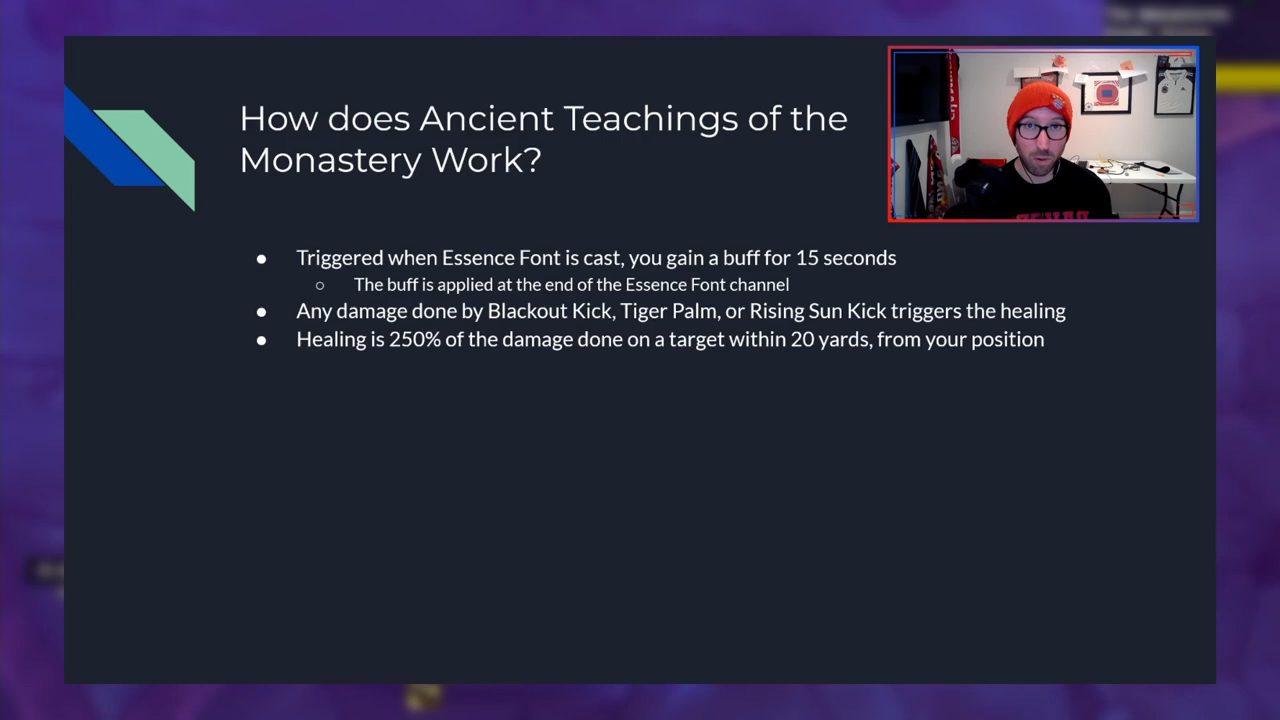 How does Ancient Teachings of the
Monastery Work?
● Triggered when Essence Font is cast, you gain a buff for 15 seconds
○ The buff is applied at the end of the Essence Font channel
● Any damage done by Blackout Kick, Tiger Palm, or Rising Sun Kick triggers the healing
● Healing is 250% of the damage done on a target within 20 yards, from your position